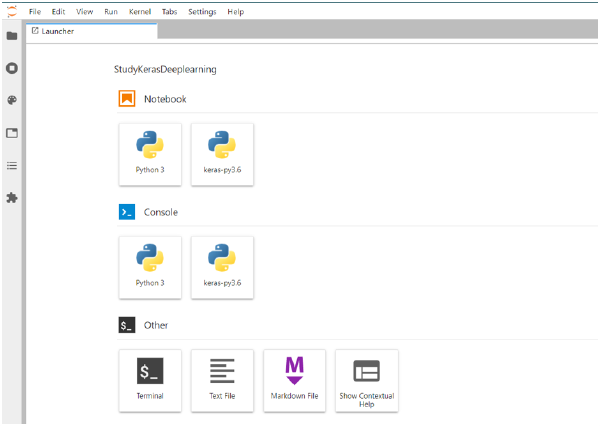 File Edit View Run Kernel Tabs Settings Help
Launcher
StudyKerasDeeplearning
Notebook
Python 3 keras-py3.6
>_ Console
Python 3 keras-py3.6
$_ Other
$_ M
Terminal Text File Markdown File Show Contextual
Help